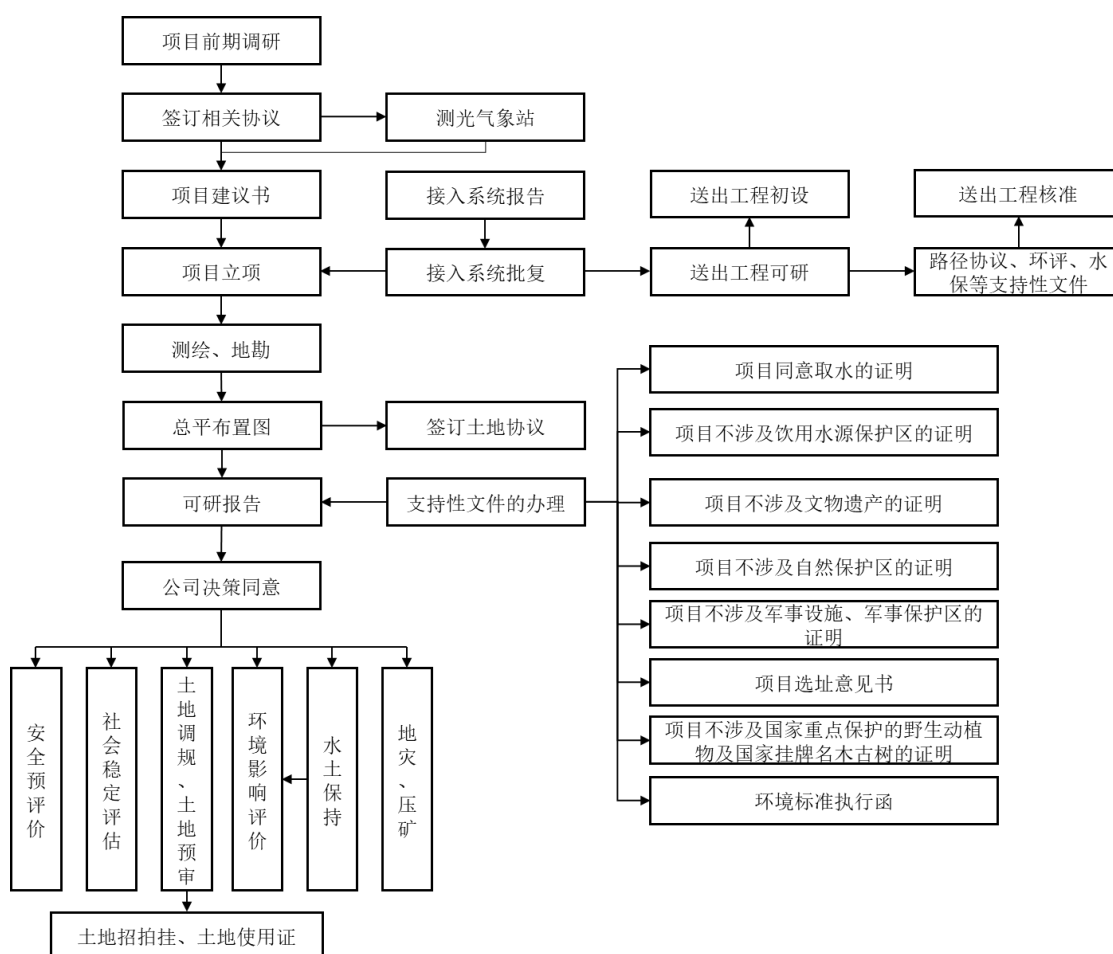 项目前期调研
签订相关协议
测光气象站
项目建议书
接入系统报告
送出工程初设
送出工程核准
项目立项
接入系统批复
送出工程可研
路径协议、环评、水
保等支持性文件
测绘、地勘
项目同意取水的证明
总平布置图
签订土地协议
项目不涉及饮用水源保护区的证明
可研报告
支持性文件的办理
项目不涉及文物遗产的证明
公司决策同意
项目不涉及自然保护区的证明
项目不涉及军事设施、军事保护区的
证明
项目选址意见书
项目不涉及国家重点保护的野生动植
物及国家挂牌名木古树的证明
环境标准执行函
安全预评价
社会稳定评估
土地调规、土地预审
环境影响评价
水土保持
地灾、压矿
土地招拍挂、土地使用证